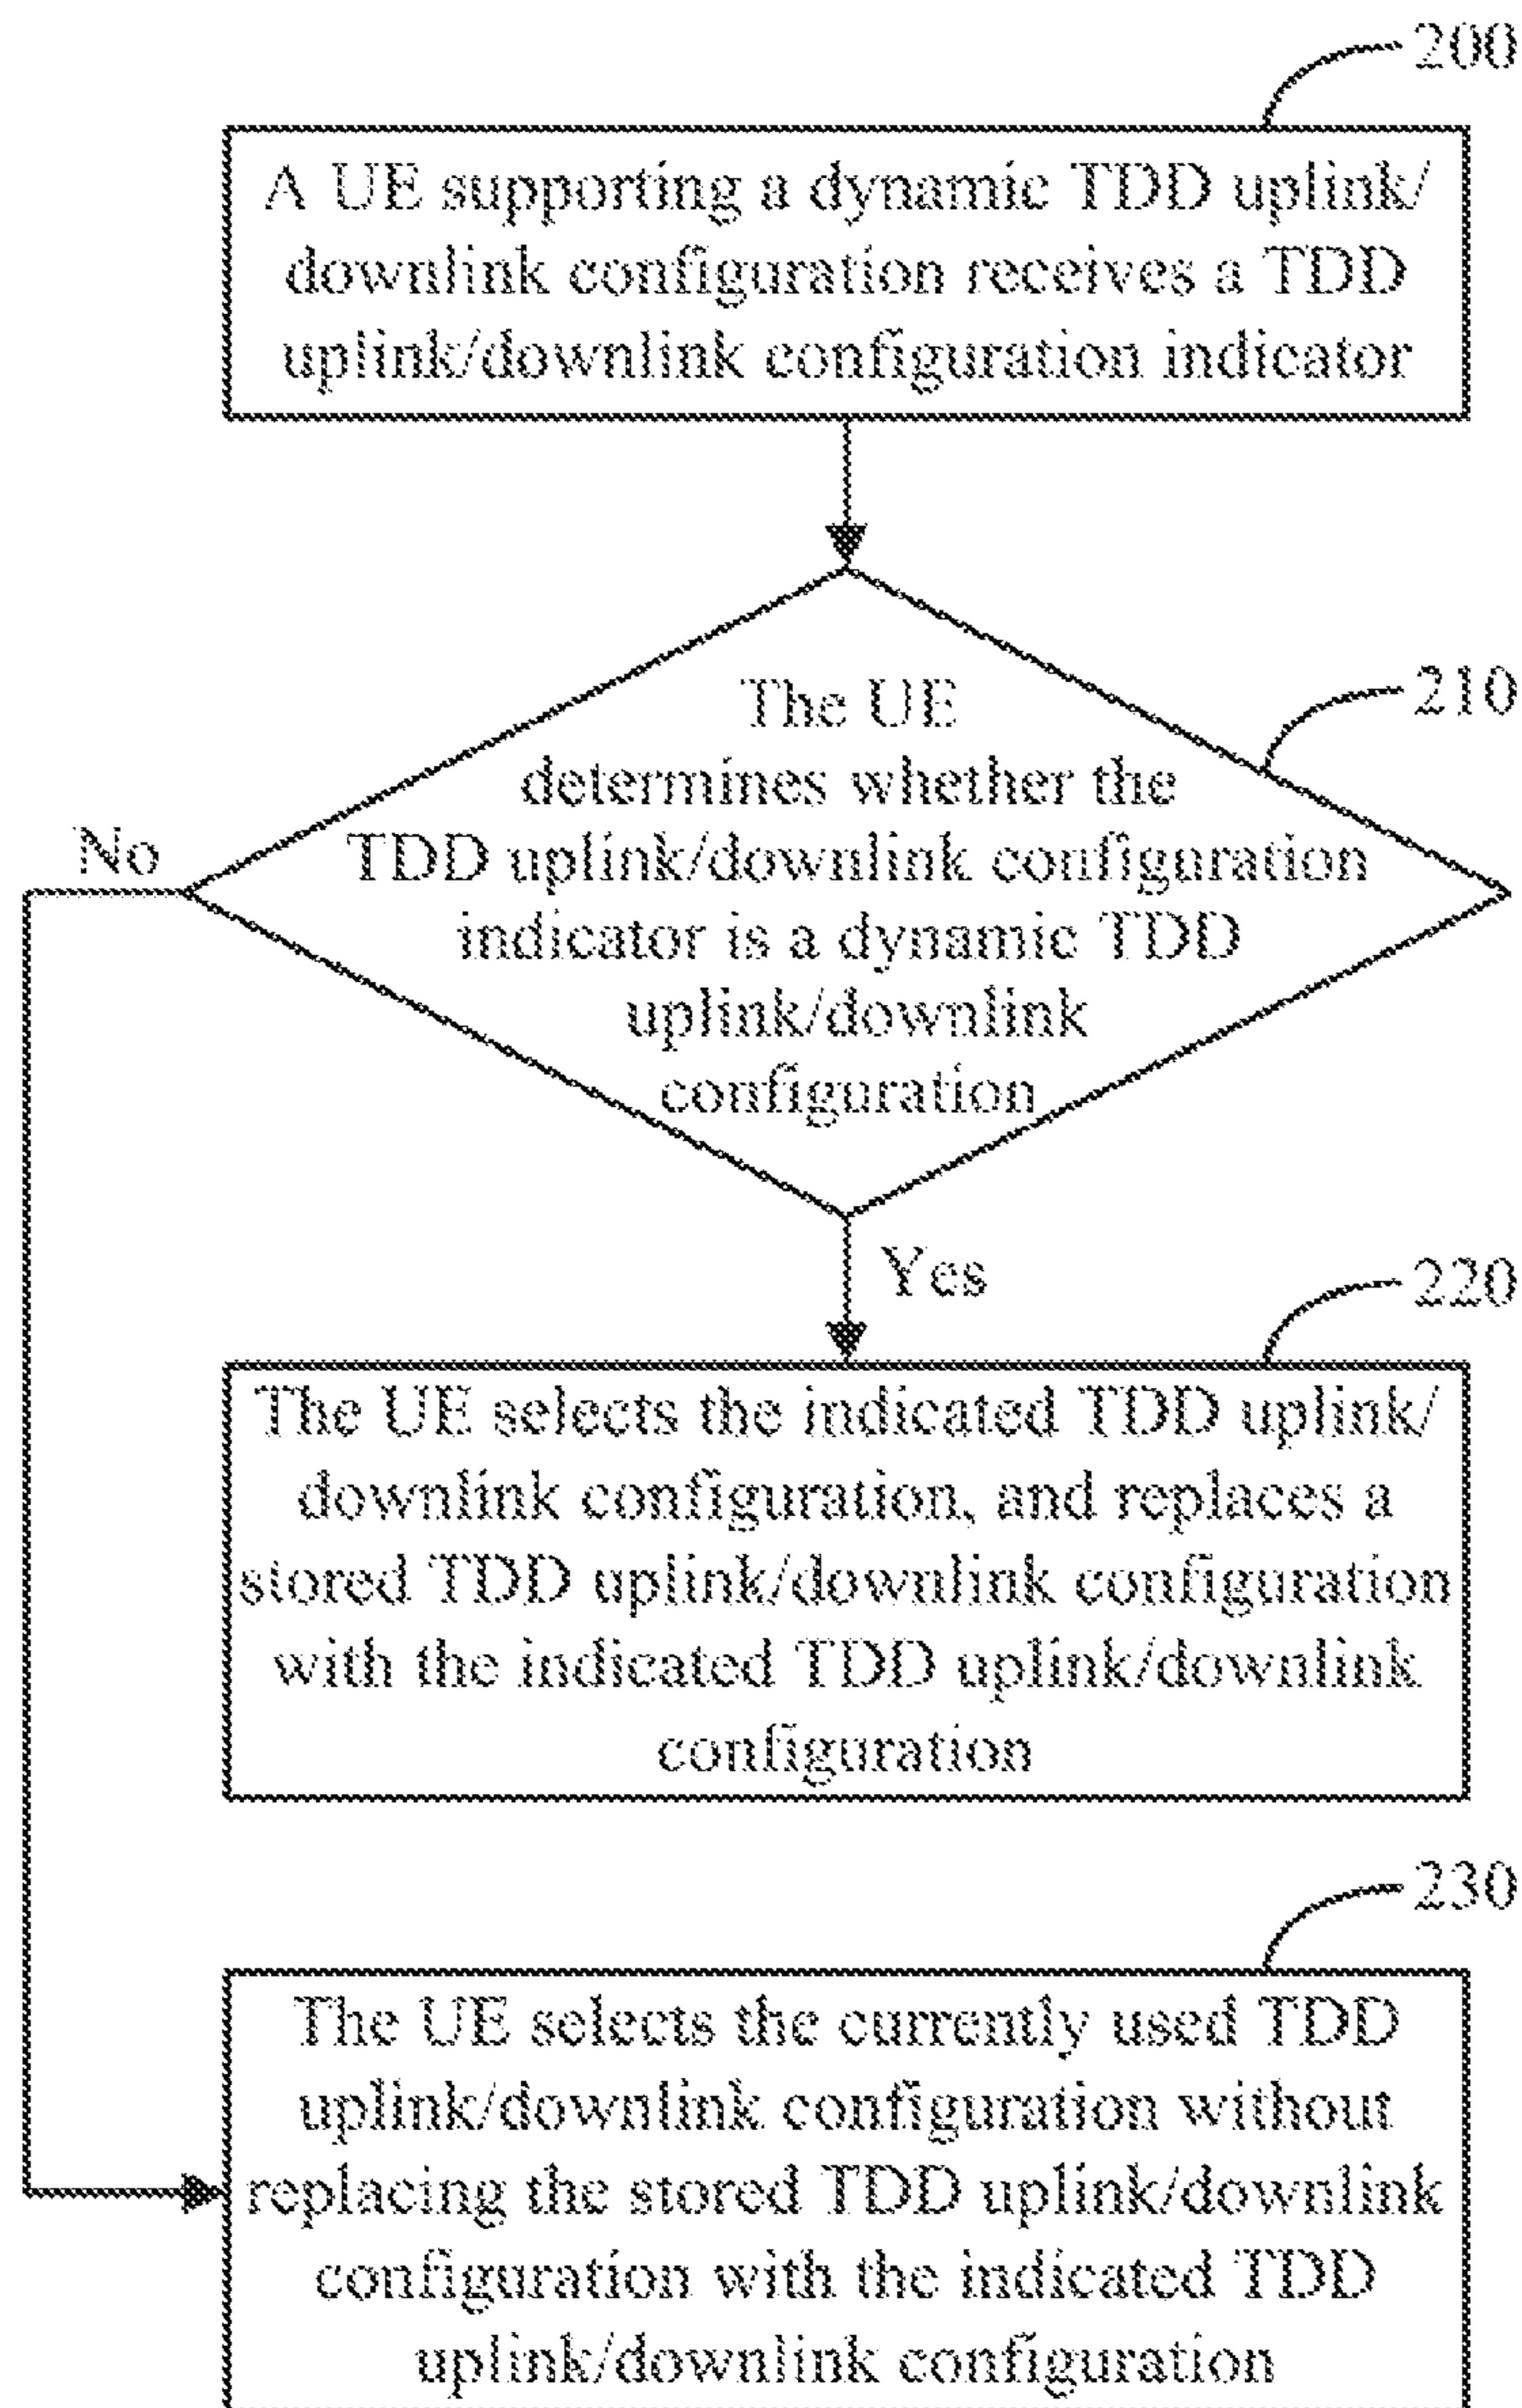 200
A UE supporting a dynamic TDD uplink/
downlink configuration receives a TDD
uplink/downlink configuration indicator
210
The UE
determines whether the
TDD uplink/downlink configuration
indicator is a dynamic TDD
uplink/downlink
configuration
No
Yes
220
The UE selects the indicated TDD uplink/
downlink configuration, and replaces a
stored TDD uplink/downlink configuration
with the indicated TDD uplink/downlink
configuration
230
The UE selects the currently used TDD
uplink/downlink configuration without
replacing the stored TDD uplink/downlink
configuration with the indicated TDD
uplink/downlink configuration